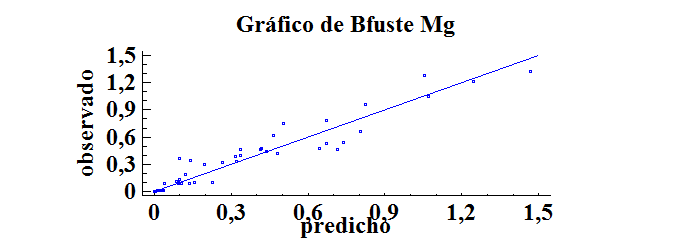 Gráfico de Bfuste Mg
observado
1,5
1,2
0,9
0,6
0,3
0
0 0,3 0,6 0,9 1,2 1,5
predicho